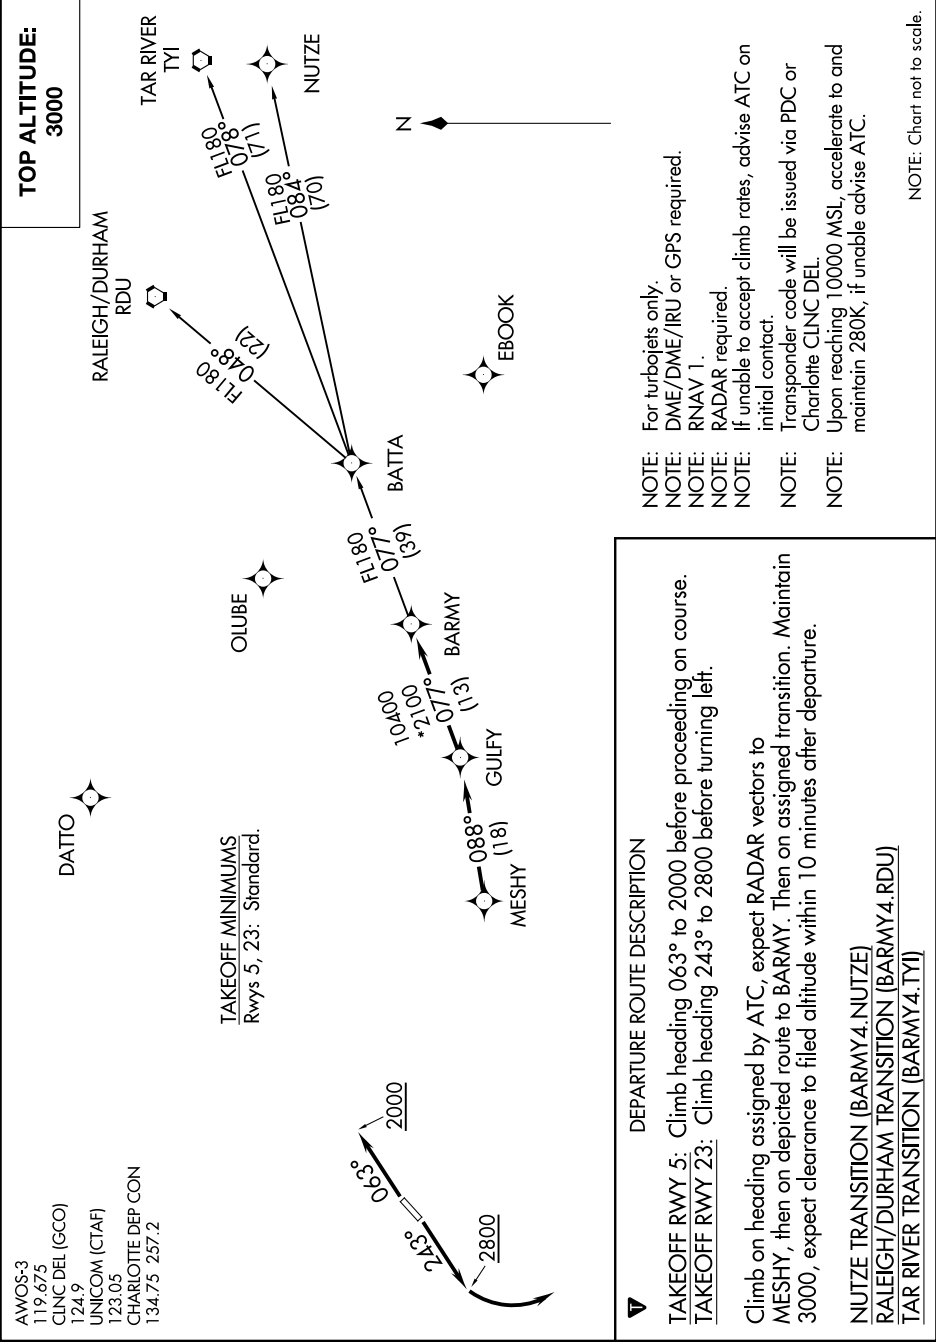 AWOS-3
119.675
CLNC DEL (GCO)
124.9
UNICOM (CTAF)
123.05
CHARLOTTE DEP CON
134.75 257.2
TOP ALTITUDE:
3000
DATTO
OLUBE
RALEIGH/DURHAM
RDU
TAR RIVER
TYI
NUTZE
FL180
048°
(22)
FL180
078°
(71)
FL180
084°
(70)
TAKEOFF MINIMUMS
Rwys 5, 23: Standard.
063°
2000
243°
2800
MESHY
088°
(18)
GULFY
10400
*2100
077°
(13)
BARMY
FL180
077°
(39)
BATTA
EBOOK
N
DEPARTURE ROUTE DESCRIPTION
TAKEOFF RWY 5: Climb heading 063° to 2000 before proceeding on course.
TAKEOFF RWY 23: Climb heading 243° to 2800 before turning left.
Climb on heading assigned by ATC, expect RADAR vectors to
MESHY, then on depicted route to BARMY. Then on assigned transition. Maintain
3000, expect clearance to filed altitude within 10 minutes after departure.
NUTZE TRANSITION (BARMY4.NUTZE)
RALEIGH/DURHAM TRANSITION (BARMY4.RDU)
TAR RIVER TRANSITION (BARMY4.TYI)
NOTE: For turbojets only.
NOTE: DME/DME/IRU or GPS required.
NOTE: RNAV 1.
NOTE: RADAR required.
NOTE: If unable to accept climb rates, advise ATC on
initial contact.
NOTE: Transponder code will be issued via PDC or
Charlotte CLNC DEL.
NOTE: Upon reaching 10000 MSL, accelerate to and
maintain 280K, if unable advise ATC.
NOTE: Chart not to scale.
T